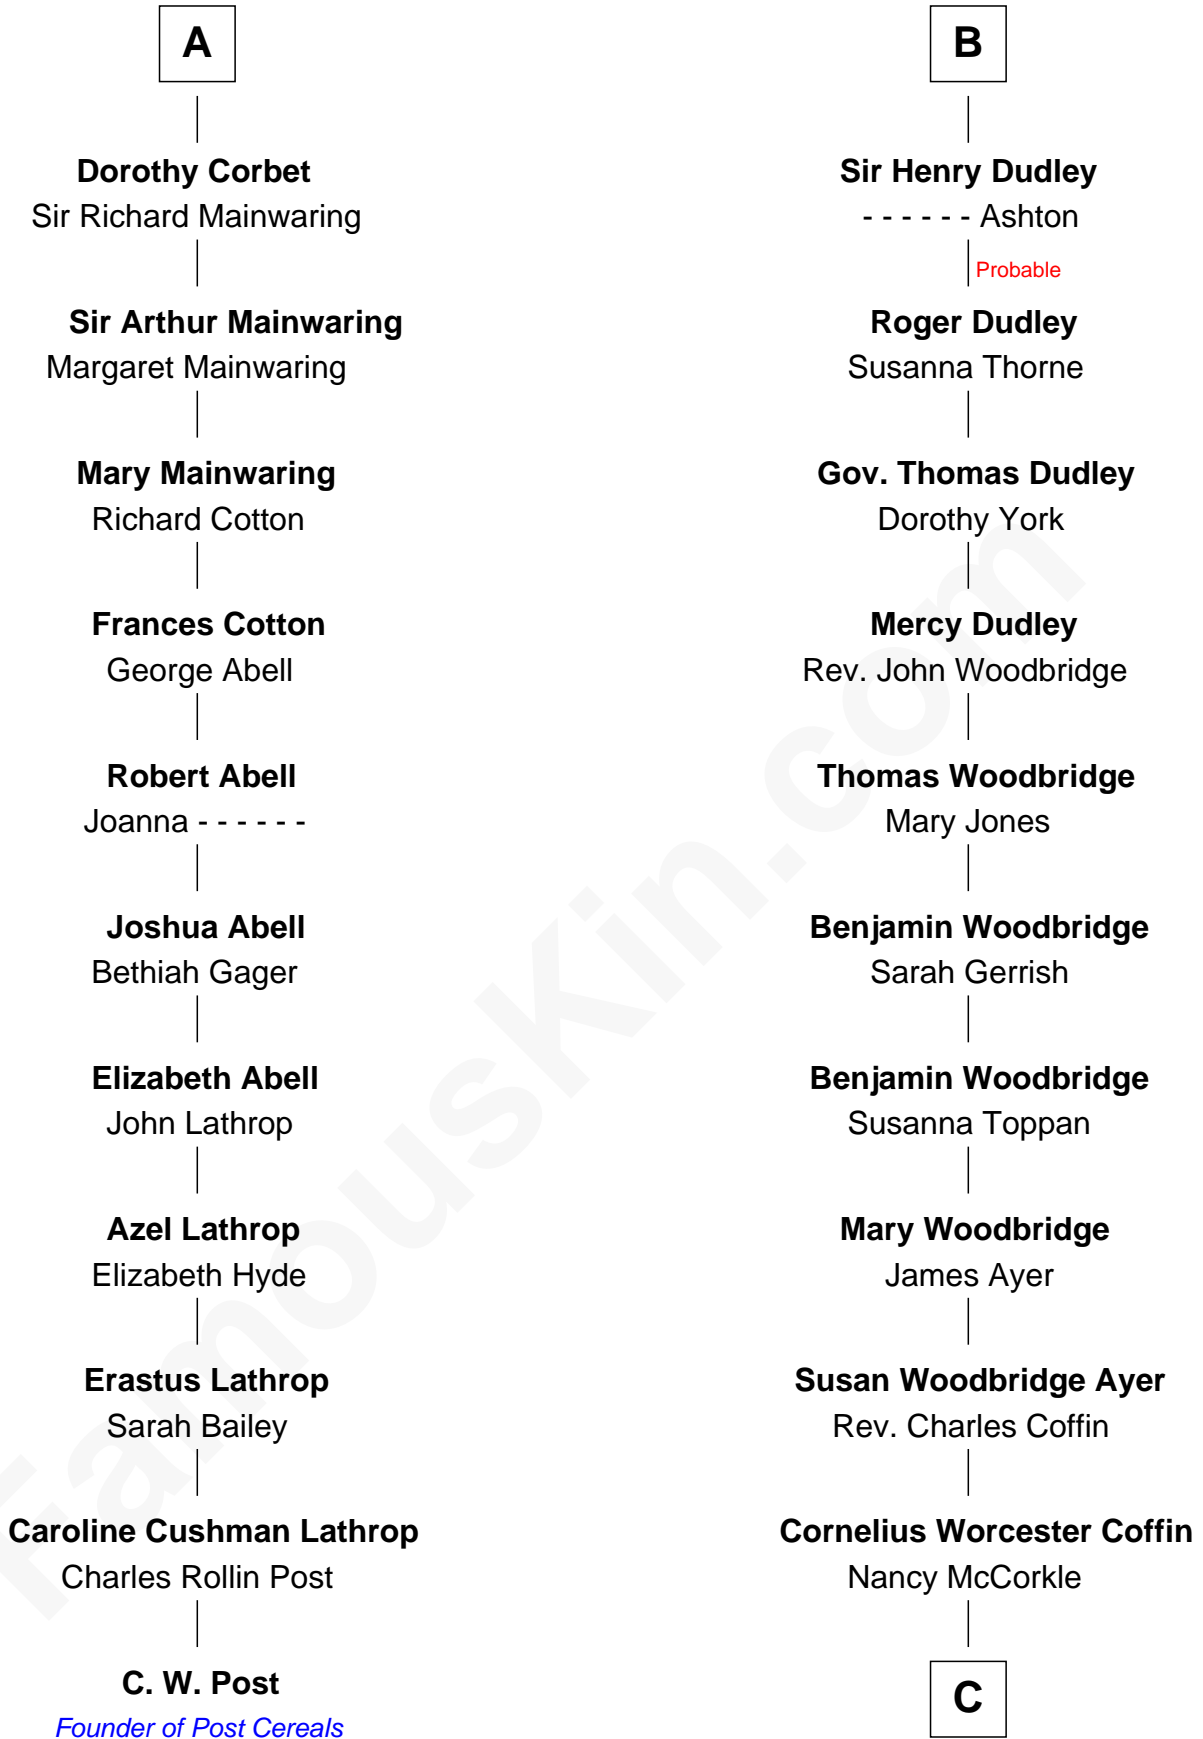 A
Dorothy Corbet
Sir Richard Mainwaring
Sir Arthur Mainwaring
Margaret Mainwaring
Mary Mainwaring
Richard Cotton
Frances Cotton
George Abell
Robert Abell
Joanna - - - - - -
Joshua Abell
Bethiah Gager
Elizabeth Abell
John Lathrop
Azel Lathrop
Elizabeth Hyde
Erastus Lathrop
Sarah Bailey
Caroline Cushman Lathrop
Charles Rollin Post
C. W. Post
Founder of Post Cereals
B
Sir Henry Dudley
- - - - - - Ashton
Probable
Roger Dudley
Susanna Thorne
Gov. Thomas Dudley
Dorothy York
Mercy Dudley
Rev. John Woodbridge
Thomas Woodbridge
Mary Jones
Benjamin Woodbridge
Sarah Gerrish
Benjamin Woodbridge
Susanna Toppan
Mary Woodbridge
James Ayer
Susan Woodbridge Ayer
Rev. Charles Coffin
Cornelius Worcester Coffin
Nancy McCorkle
C
FamousKin.com